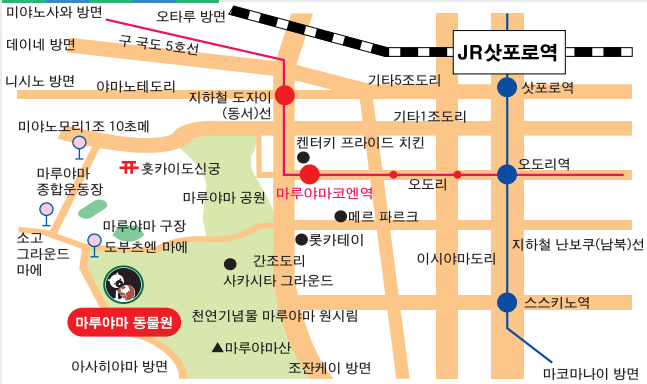 미야노사와 방면
오타루 방면
구 국도 5호선
데이네 방면
JR삿포로역
니시노 방면
야마노테도리
기타5조도리
삿포로역
지하철 도자이
(동서)선
기타1조도리
미야노모리1조 10초메
켄터키 프라이드 치킨
홋카이도신궁
오도리역
마루야마
종합운동장
마루야마 공원
마루야마코엔역
오도리
메르 파르크
마루야마 구장
소고
그라운드
마에
도부츠엔 마에
롯카테이
지하철 난보쿠(남북)선
간조도리
이시야마도리
사카시타 그라운드
스스키노역
마루야마 동물원
천연기념물 마루야마 원시림
마루야마산
아사히야마 방면
조잔케이 방면
마코마나이 방면